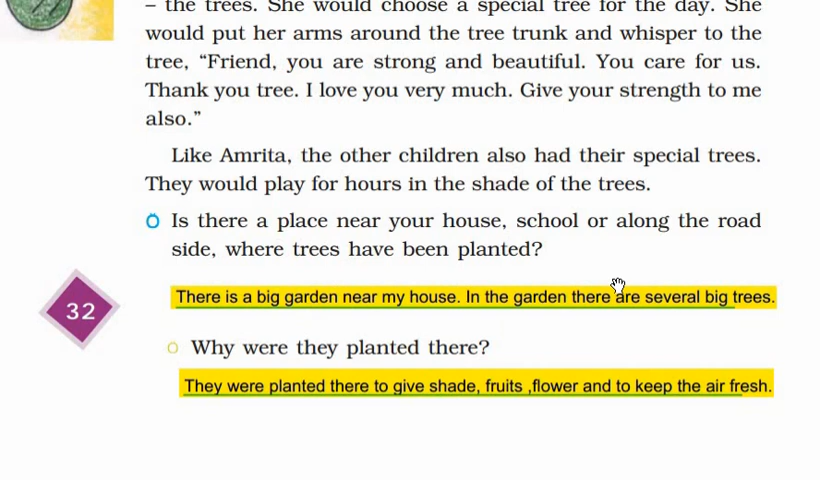 – the trees. She would choose a special tree for the day. She
would put her arms around the tree trunk and whisper to the
tree, “Friend, you are strong and beautiful. You care for us.
Thank you tree. I love you very much. Give your strength to me
also.”
Like Amrita, the other children also had their special trees.
They would play for hours in the shade of the trees.
Is there a place near your house, school or along the road
side, where trees have been planted?
There is a big garden near my house. In the garden there are several big trees.
32
Why were they planted there?
They were planted there to give shade, fruits ,flower and to keep the air fresh.